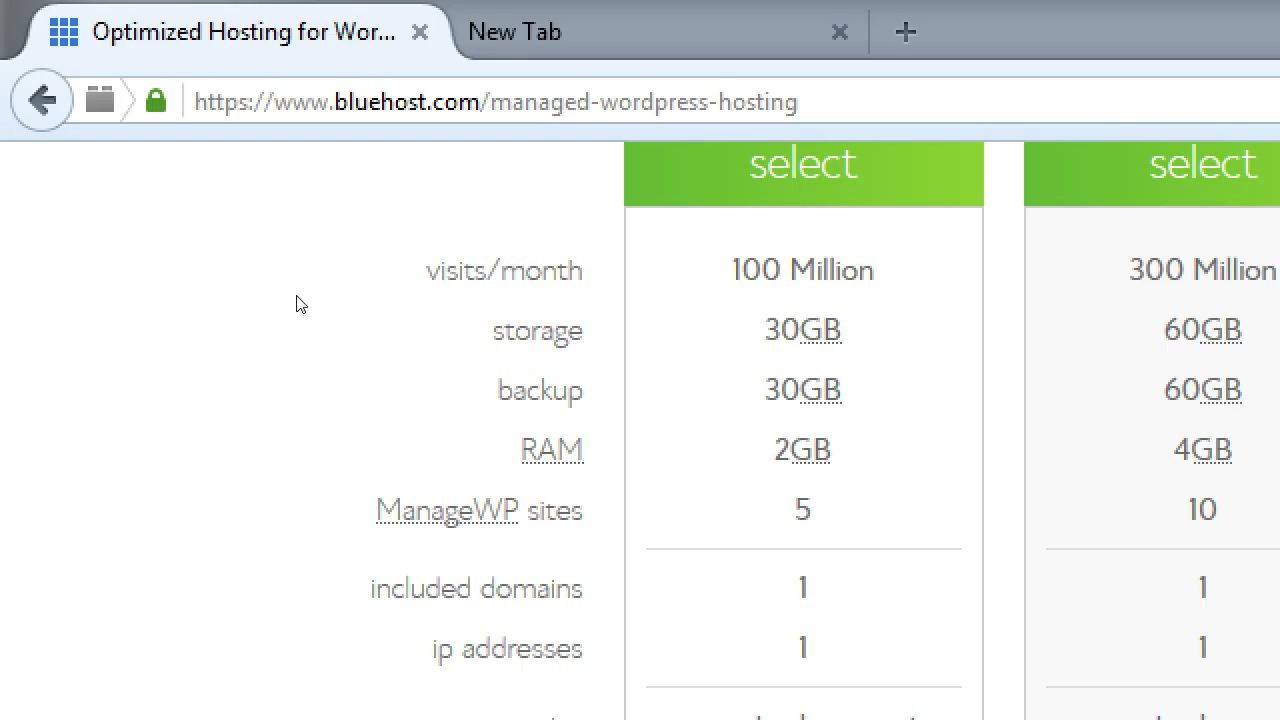 Optimized Hosting for Wor... New Tab
https://www.bluehost.com/managed-wordpress-hosting
select select
visits/month 100 Million 300 Million
storage 30GB 60GB
backup 30GB 60GB
RAM 2GB 4GB
ManageWP sites 5 10
included domains 1 1
ip addresses 1 1